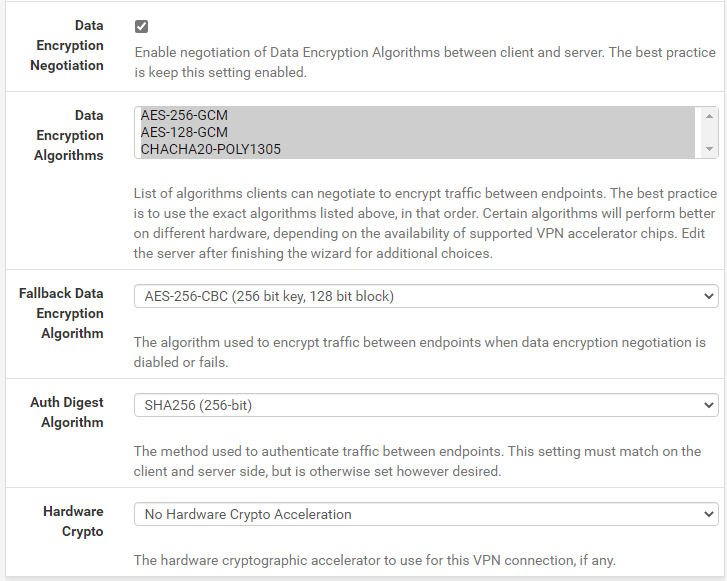 Data
Encryption
Negotiation
Enable negotiation of Data Encryption Algorithms between client and server. The best practice
is keep this setting enabled.
Data
Encryption
Algorithms
AES-256-GCM
AES-128-GCM
CHACHA20-POLY1305
List of algorithms clients can negotiate to encrypt traffic between endpoints. The best practice
is to use the exact algorithms listed above, in that order. Certain algorithms will perform better
on different hardware, depending on the availability of supported VPN accelerator chips. Edit
the server after finishing the wizard for additional choices.
Fallback Data
Encryption
Algorithm
AES-256-CBC (256 bit key, 128 bit block)
The algorithm used to encrypt traffic between endpoints when data encryption negotiation is
diabled or fails.
Auth Digest
Algorithm
SHA256 (256-bit)
The method used to authenticate traffic between endpoints. This setting must match on the
client and server side, but is otherwise set however desired.
Hardware
Crypto
No Hardware Crypto Acceleration
The hardware cryptographic accelerator to use for this VPN connection, if any.